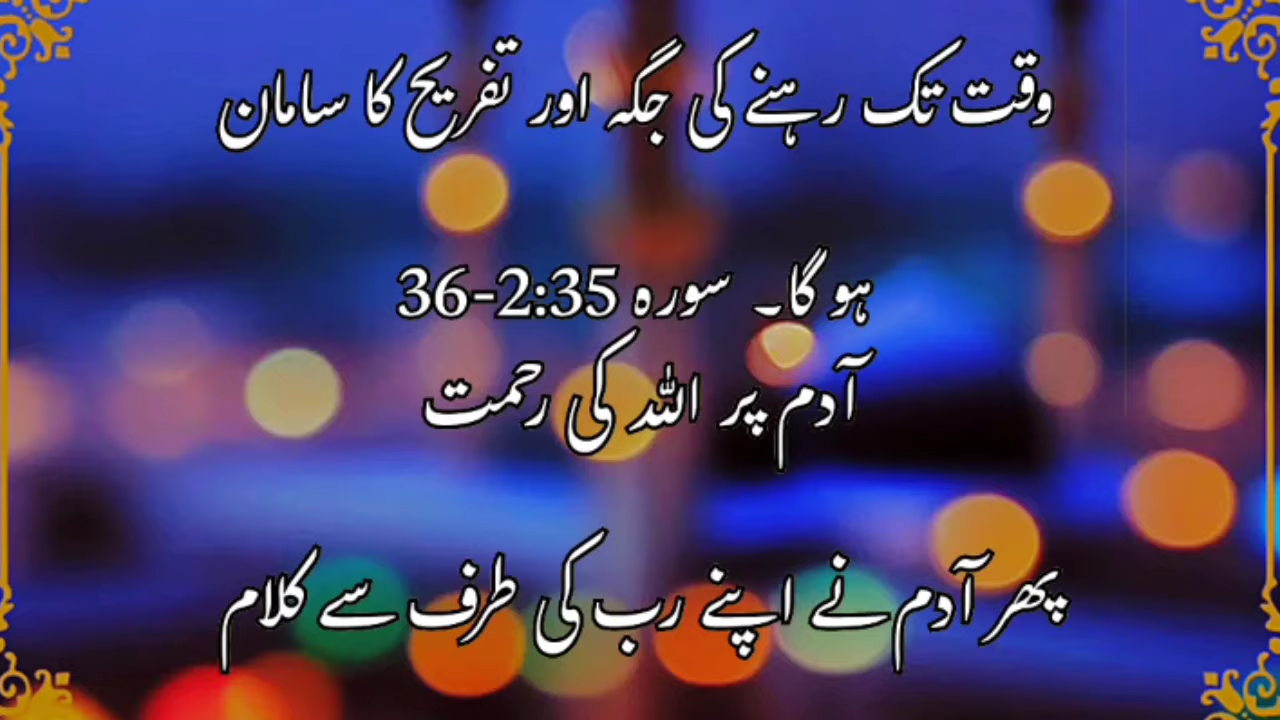 وقت تک رہنے کی جگہ اور تفریح کا سامان
ہو گا۔ سورہ 2:35-36
آدم پر اللہ کی رحمت
پھر آدم نے اپنے رب کی طرف سے کلام